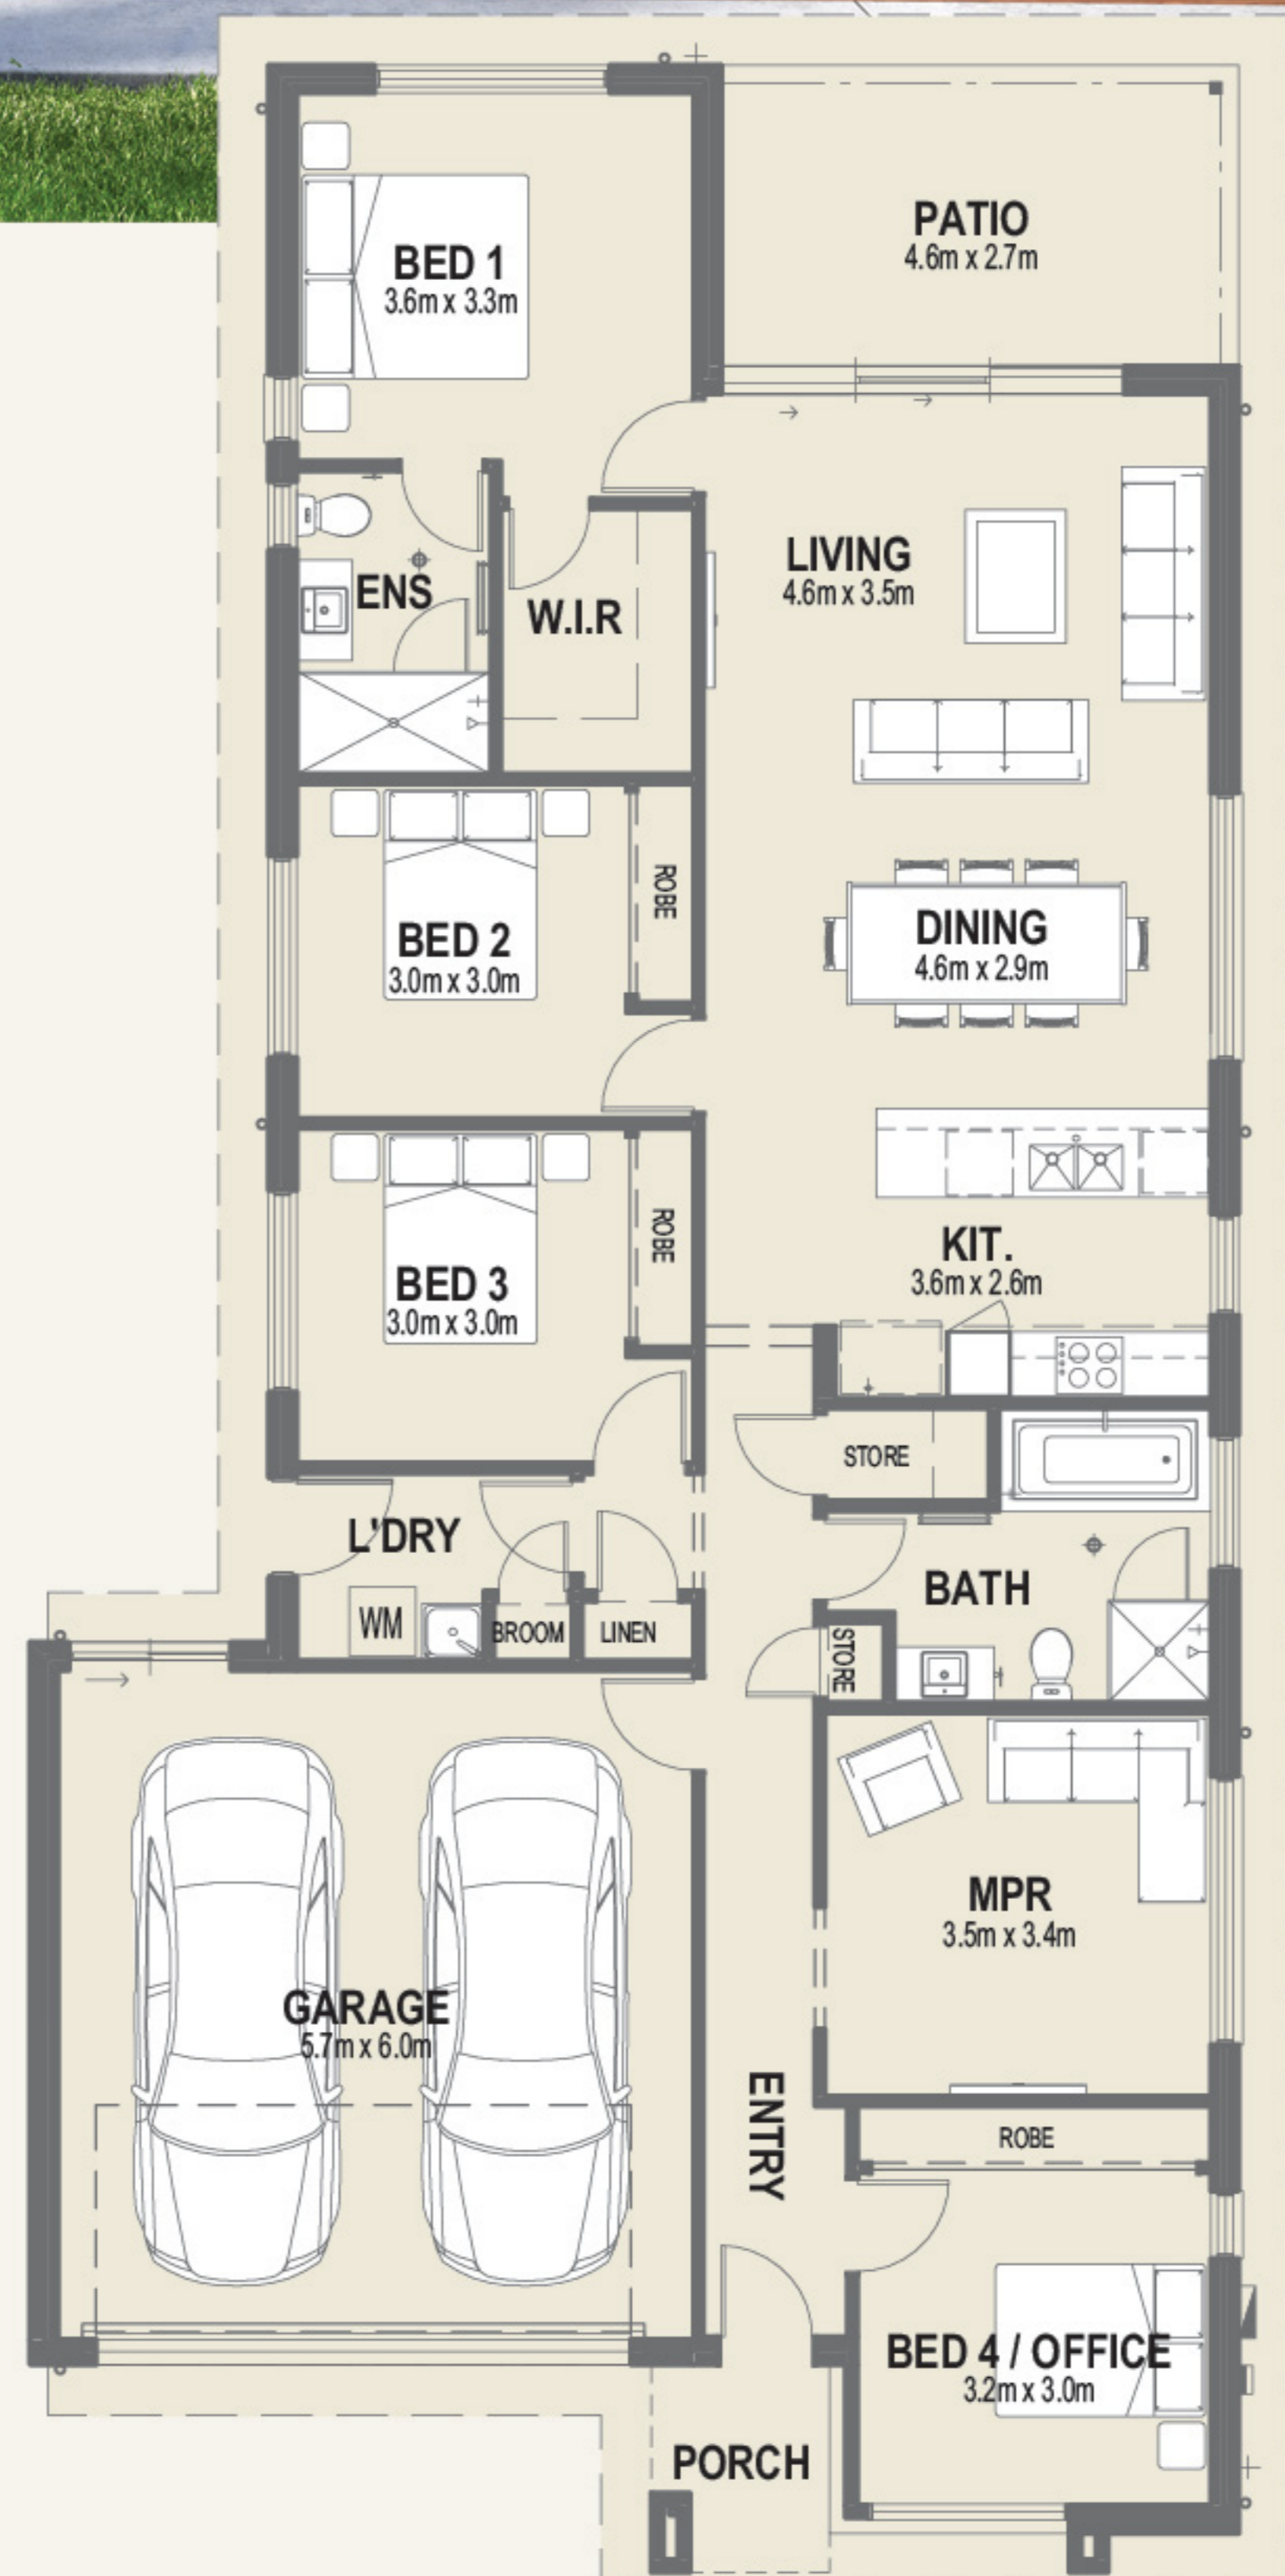 BED 1
3.6m x 3.3m
PATIO
4.6m x 2.7m
ENS
W.I.R
LIVING
4.6m x 3.5m
BED 2
3.0m x 3.0m
ROBE
DINING
4.6m x 2.9m
BED 3
3.0m x 3.0m
ROBE
KIT.
3.6m x 2.6m
STORE
L'DRY
WM
BROOM
LINEN
BATH
STORE
MPR
3.5m x 3.4m
GARAGE
5.7m x 6.0m
ENTRY
ROBE
BED 4 / OFFICE
3.2m x 3.0m
PORCH